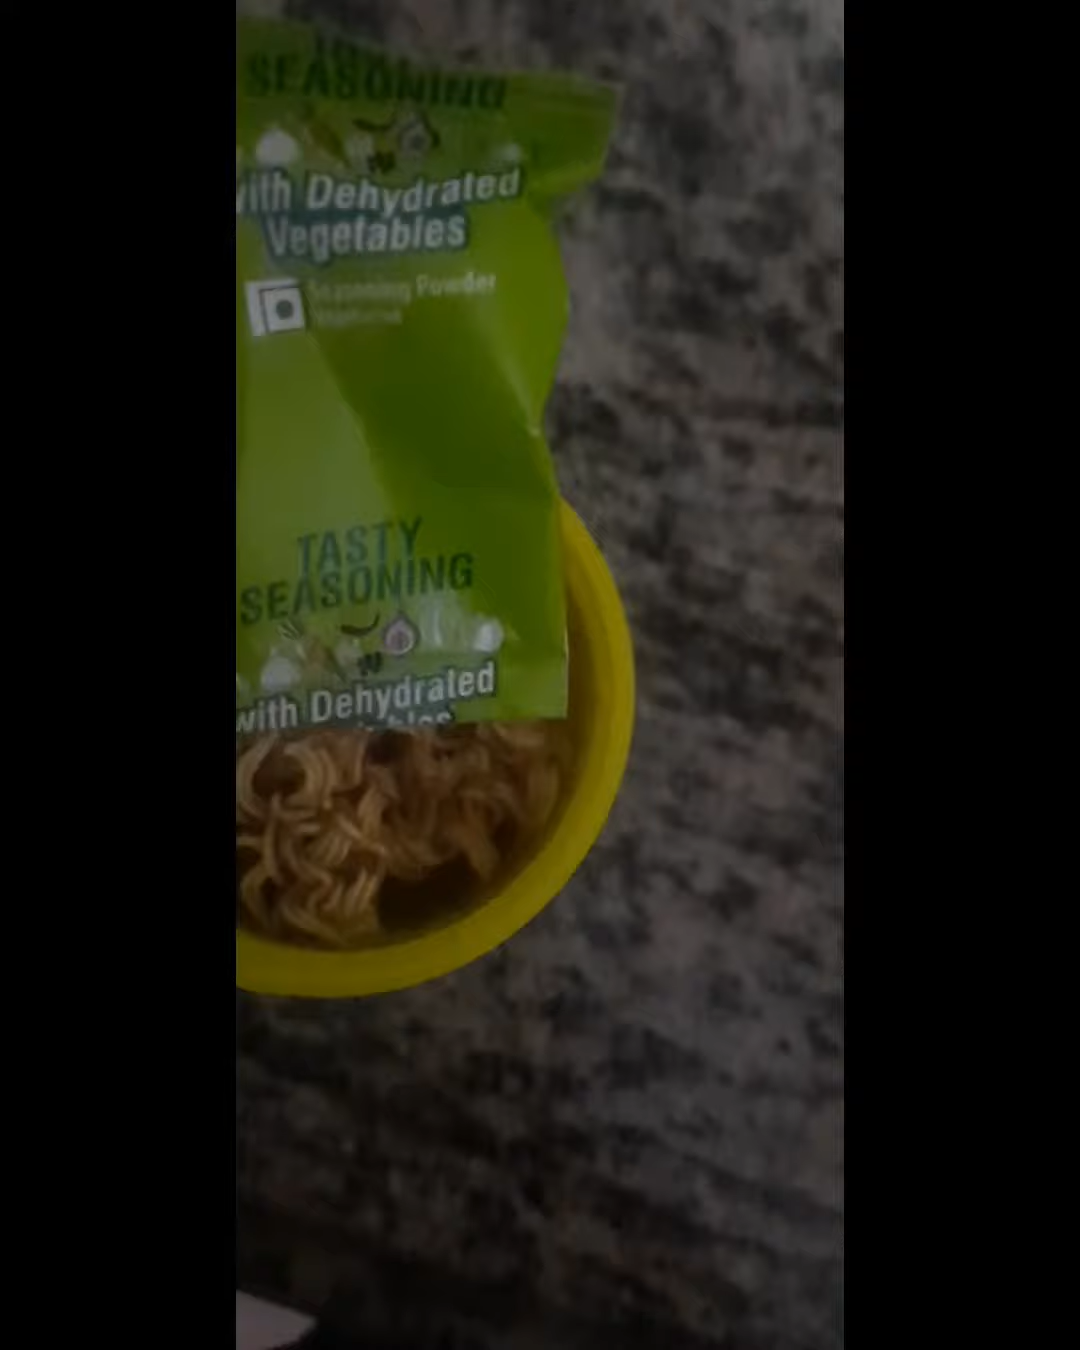 SEASONING
with Dehydrated
Vegetables
Seasoning Powder
TASTY
SEASONING
with Dehydrated